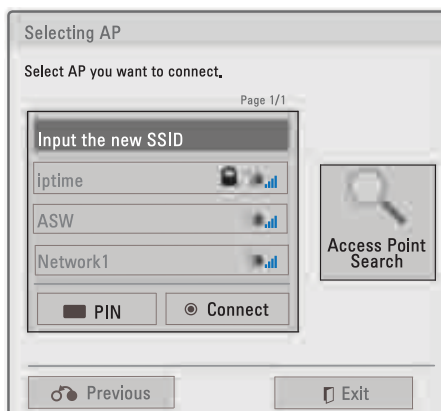 Selecting AP
Select AP you want to connect.
Page 1/1
Input the new SSID
iptime
ASW
Network1
PIN
Connect
Access Point
Search
Previous
Exit